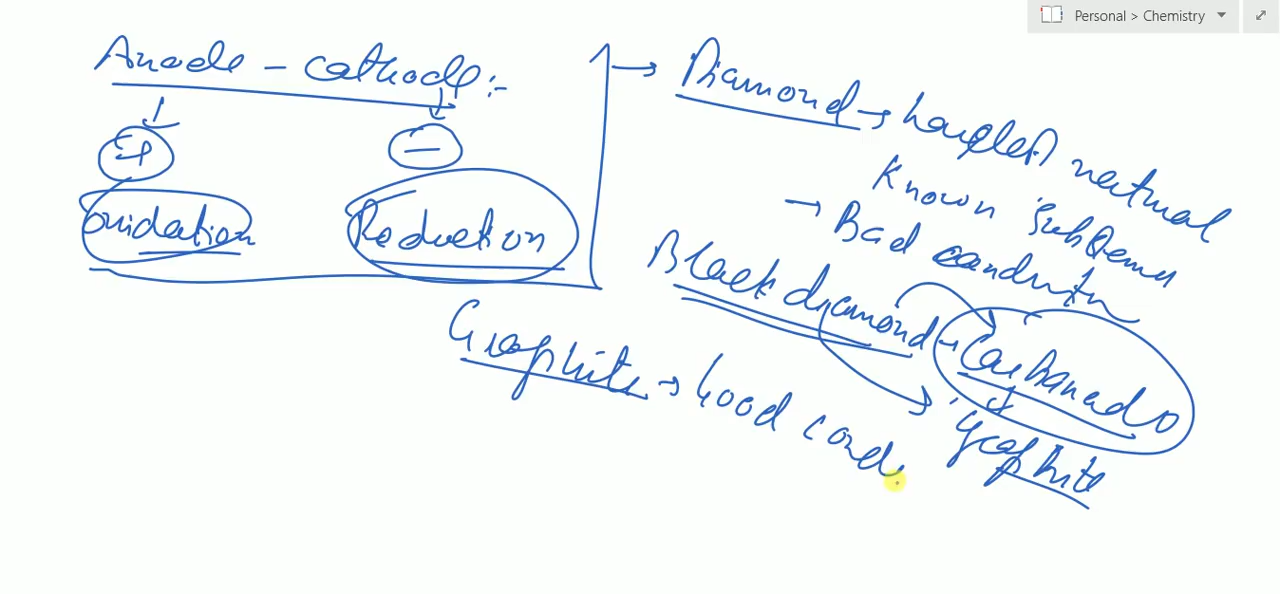 Personal > Chemistry
Anode - cathode :-
+ −
oxidation Reduction
→ Diamond → hardest natural
Known substance
→ Bad conductor
Black diamond - Carbonado
graphite
Graphite → Good cond